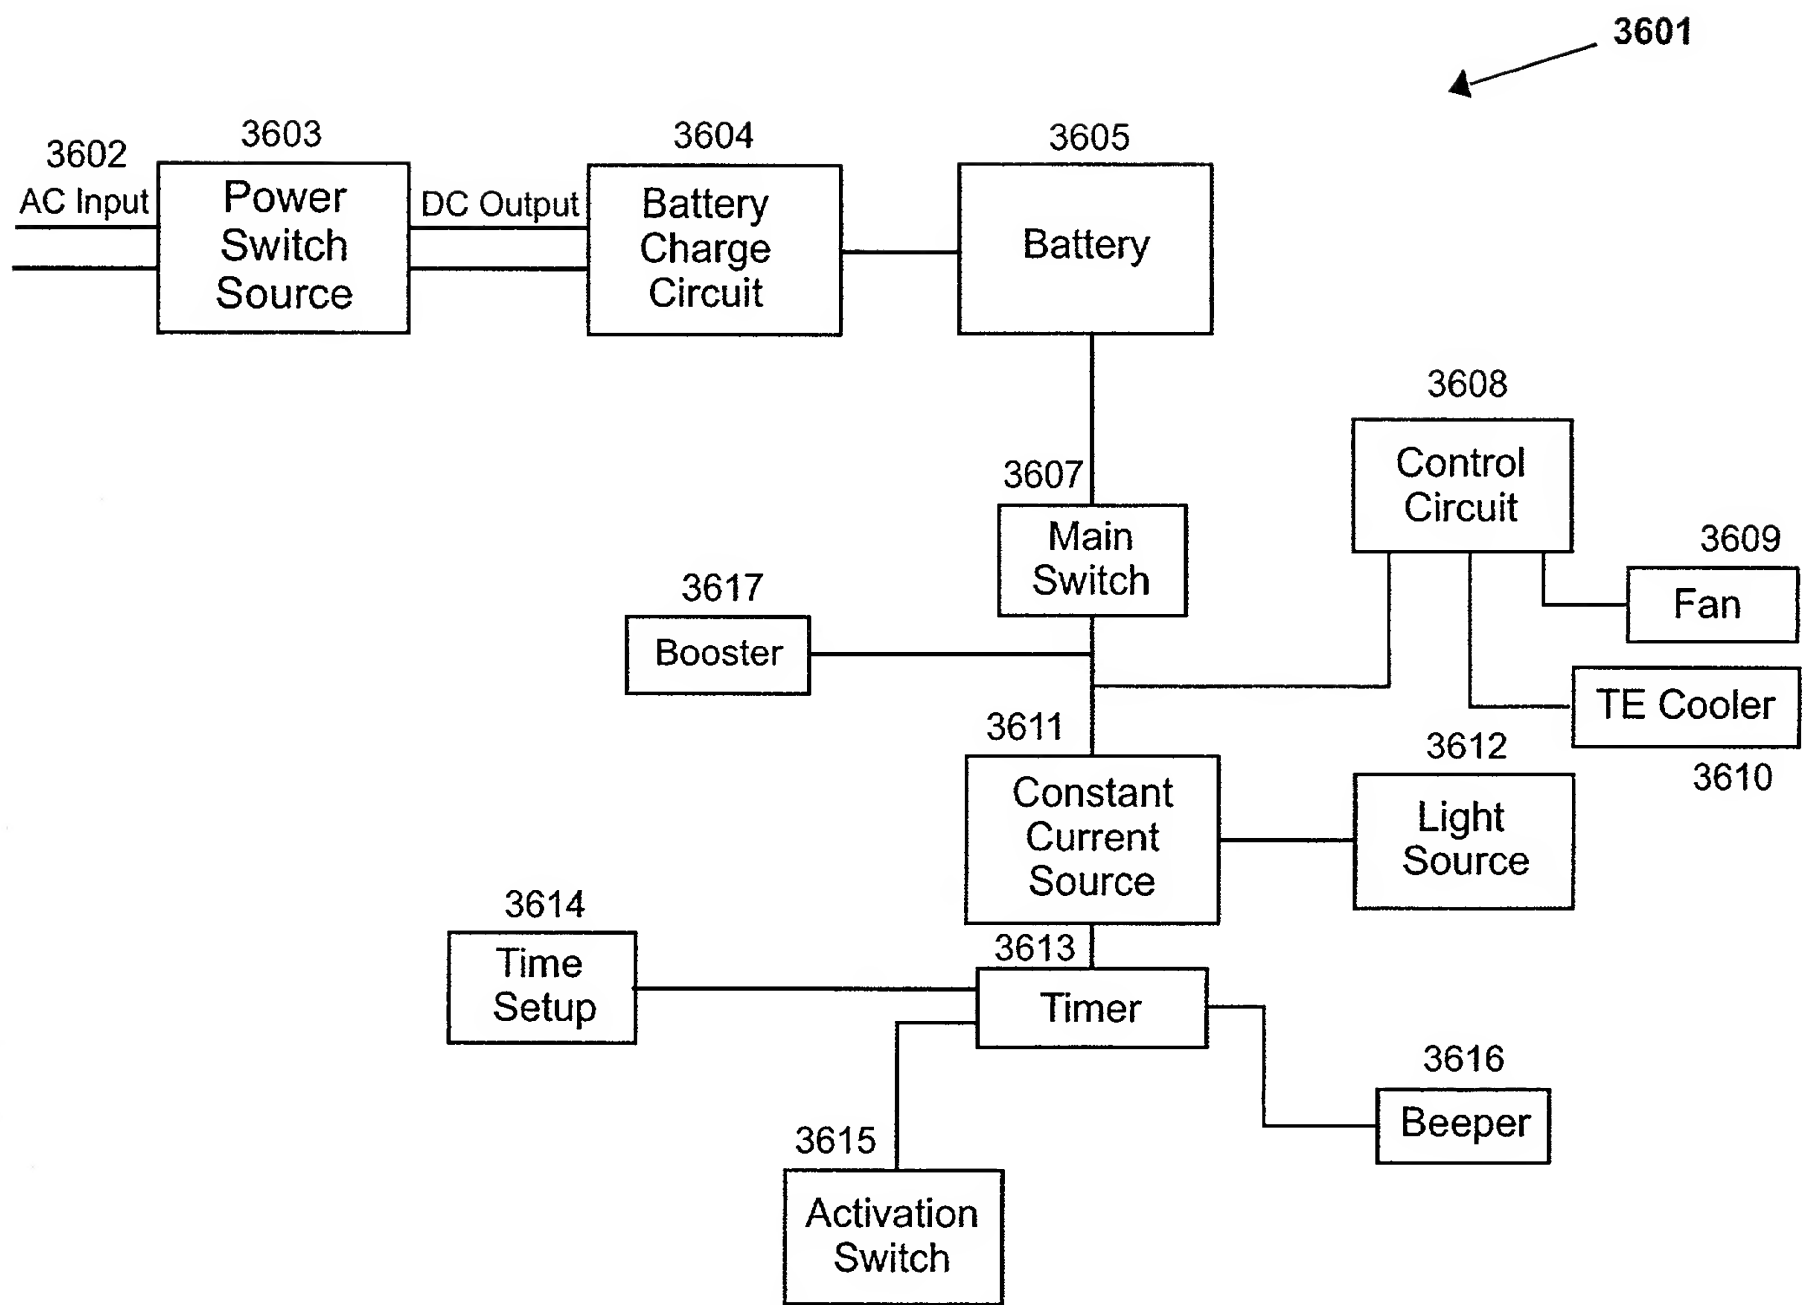 3601
3602
AC Input
3603
Power
Switch
Source
DC Output
3604
Battery
Charge
Circuit
3605
Battery
3607
Main
Switch
3608
Control
Circuit
3609
Fan
TE Cooler
3610
3617
Booster
3611
Constant
Current
Source
3612
Light
Source
3614
Time
Setup
3613
Timer
3615
Activation
Switch
3616
Beeper